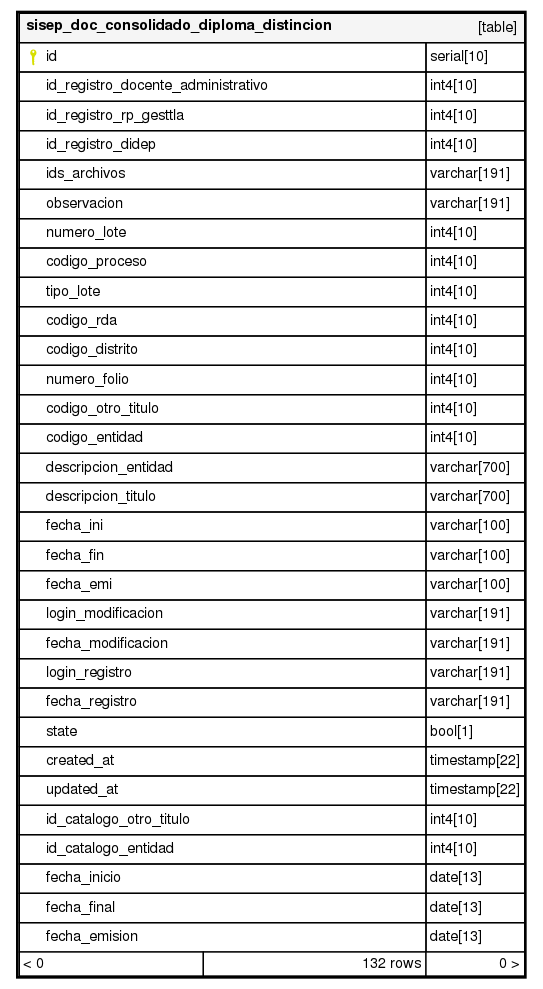 sisep_doc_consolidado_diploma_distincion [table]
id serial[10]
id_registro_docente_administrativo int4[10]
id_registro_rp_gesttla int4[10]
id_registro_didep int4[10]
ids_archivos varchar[191]
observacion varchar[191]
numero_lote int4[10]
codigo_proceso int4[10]
tipo_lote int4[10]
codigo_rda int4[10]
codigo_distrito int4[10]
numero_folio int4[10]
codigo_otro_titulo int4[10]
codigo_entidad int4[10]
descripcion_entidad varchar[700]
descripcion_titulo varchar[700]
fecha_ini varchar[100]
fecha_fin varchar[100]
fecha_emi varchar[100]
login_modificacion varchar[191]
fecha_modificacion varchar[191]
login_registro varchar[191]
fecha_registro varchar[191]
state bool[1]
created_at timestamp[22]
updated_at timestamp[22]
id_catalogo_otro_titulo int4[10]
id_catalogo_entidad int4[10]
fecha_inicio date[13]
fecha_final date[13]
fecha_emision date[13]
< 0 132 rows 0 >